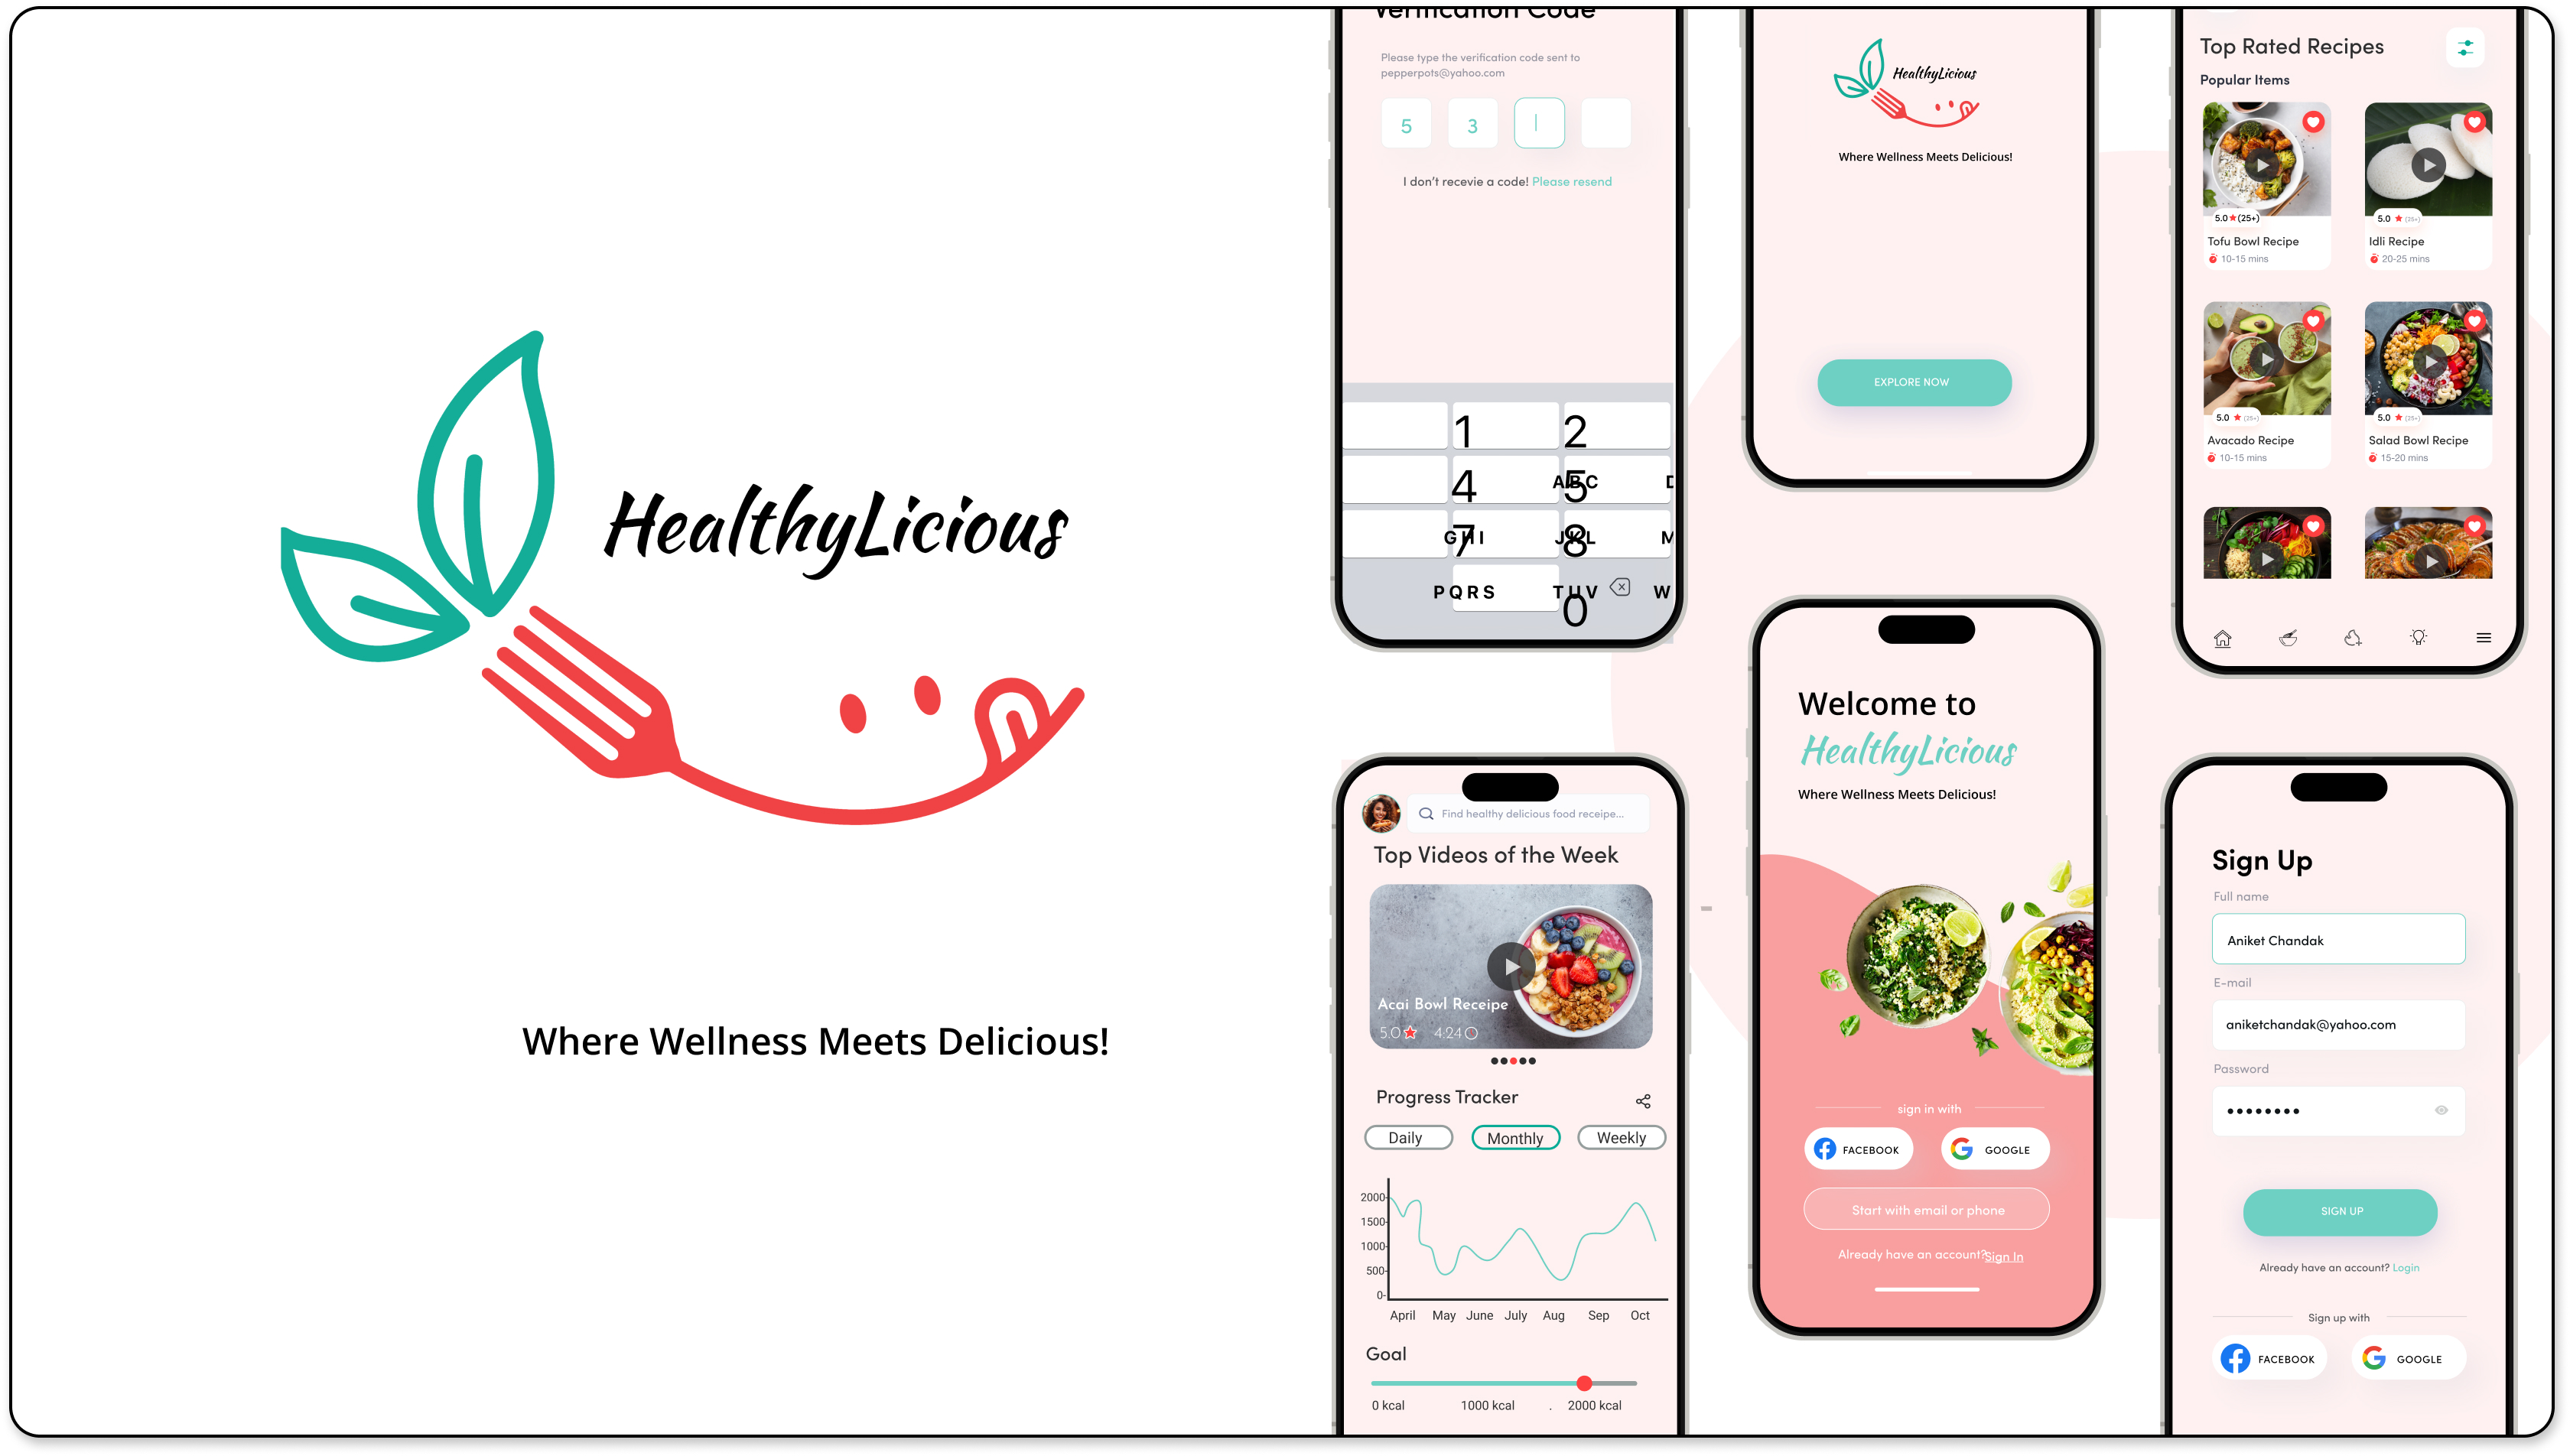 HealthyLicious
Where Wellness Meets Delicious!
Verification Code
Please type the verification code sent to
pepperpots@yahoo.com
5 3
I don't recevie a code! Please resend
1 2
4 5
ABC D
7 8
GHI JKL M
PQRS TUV W
0
HealthyLicious
Where Wellness Meets Delicious!
EXPLORE NOW
Top Rated Recipes
Popular Items
5.0 (25+)
Tofu Bowl Recipe
10-15 mins
5.0 (25+)
Idli Recipe
20-25 mins
5.0 (25+)
Avacado Recipe
10-15 mins
5.0 (25+)
Salad Bowl Recipe
15-20 mins
Find healthy delicious food receipe...
Top Videos of the Week
Acai Bowl Receipe
5.0 4:24
Progress Tracker
Daily Monthly Weekly
2000
1500
1000
500
0
April May June July Aug Sep Oct
Goal
0 kcal 1000 kcal . 2000 kcal
Welcome to
HealthyLicious
Where Wellness Meets Delicious!
sign in with
FACEBOOK GOOGLE
Start with email or phone
Already have an account? Sign In
Sign Up
Full name
Aniket Chandak
E-mail
aniketchandak@yahoo.com
Password
SIGN UP
Already have an account? Login
Sign up with
FACEBOOK GOOGLE